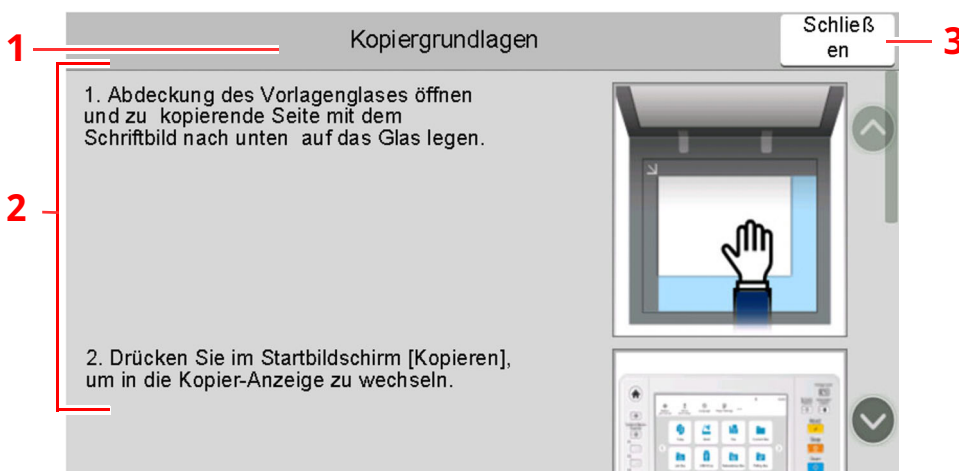 1
Kopiergrundlagen
Schließ
en
3
2
1. Abdeckung des Vorlagenglases öffnen
und zu kopierende Seite mit dem
Schriftbild nach unten auf das Glas legen.
2. Drücken Sie im Startbildschirm [Kopieren],
um in die Kopier-Anzeige zu wechseln.